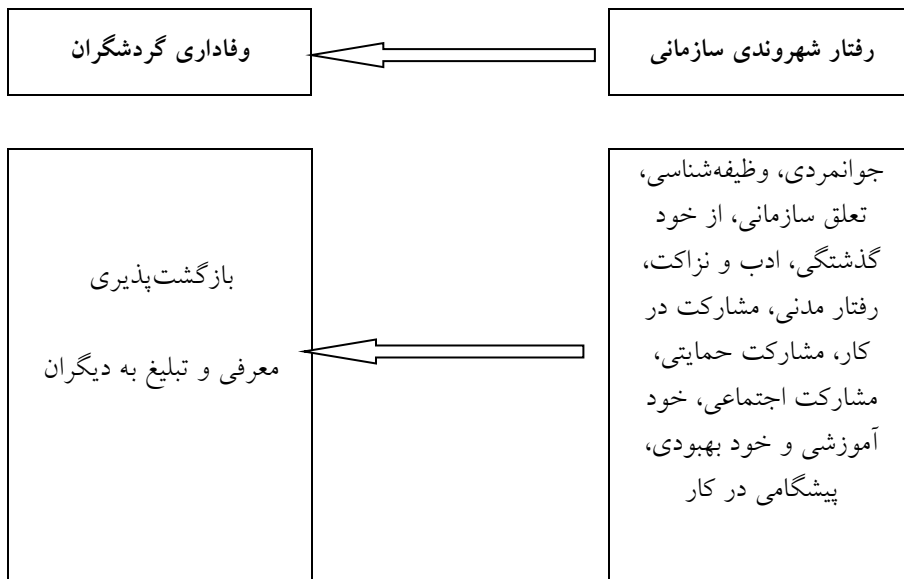 رفتار شهروندی سازمانی
وفاداری گردشگران
جوانمردی، وظیفه‌شناسی،
تعلق سازمانی، از خود
گذشتگی، ادب و نزاکت،
رفتار مدنی، مشارکت در
کار، مشارکت حمایتی،
مشارکت اجتماعی، خود
آموزشی و خود بهبودی،
پیشگامی در کار
بازگشت‌پذیری
معرفی و تبلیغ به دیگران